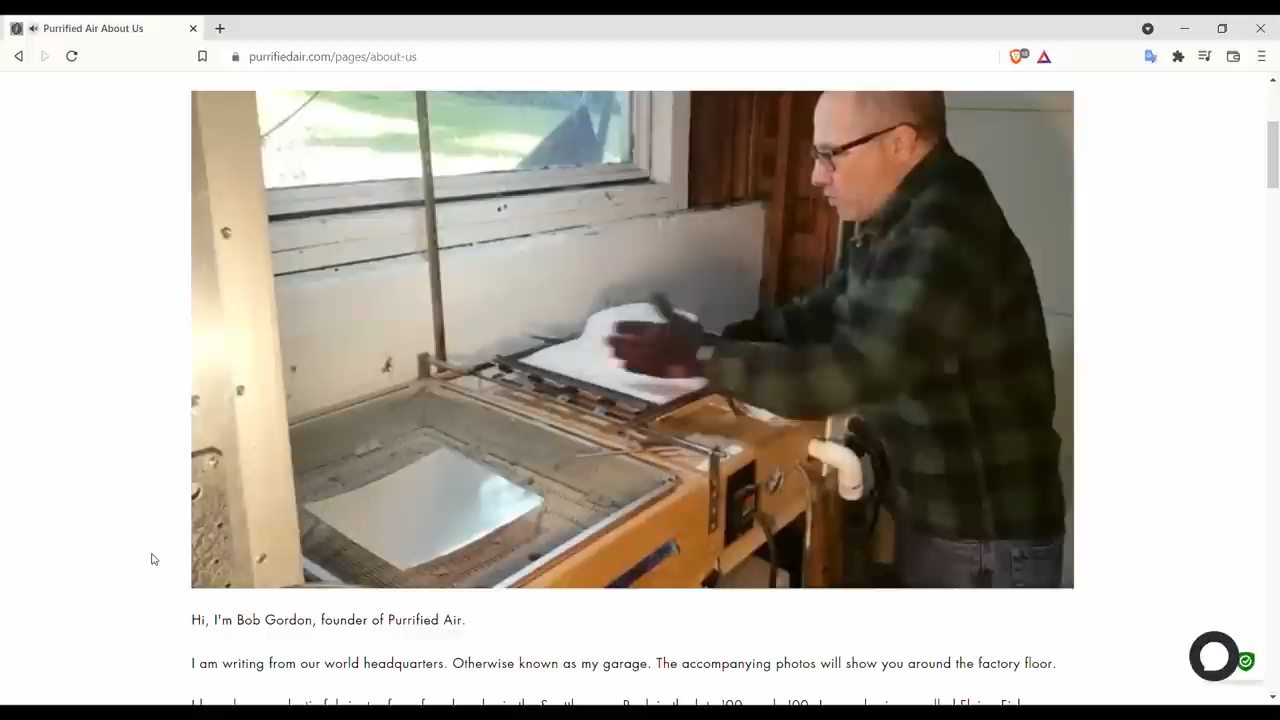 Purrified Air About Us
purrifiedair.com/pages/about-us
Hi, I'm Bob Gordon, founder of Purrified Air.
I am writing from our world headquarters. Otherwise known as my garage. The accompanying photos will show you around the factory floor.